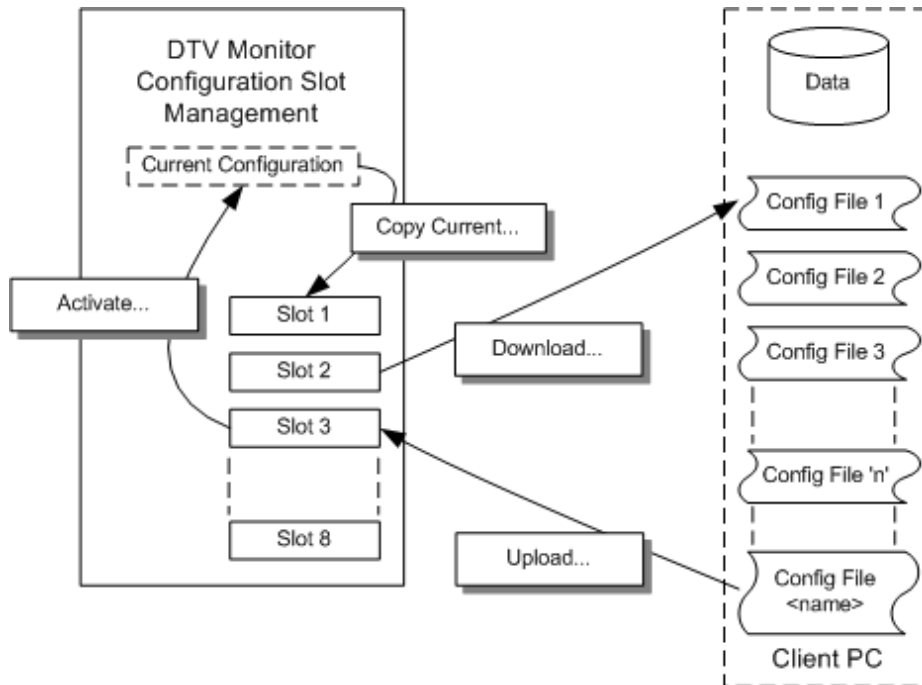 DTV Monitor
Configuration Slot
Management
Current Configuration
Copy Current...
Activate...
Slot 1
Slot 2
Slot 3
Slot 8
Download...
Upload...
Data
Config File 1
Config File 2
Config File 3
Config File 'n'
Config File
<name>
Client PC